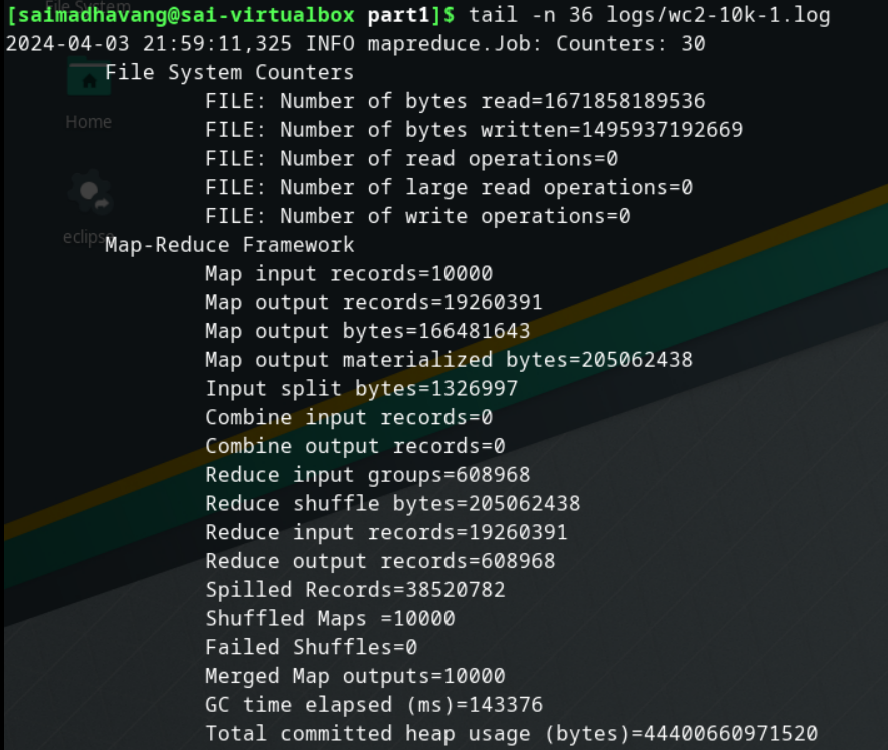 [saimadhavang@sai-virtualbox part1]$ tail -n 36 logs/wc2-10k-1.log
2024-04-03 21:59:11,325 INFO mapreduce.Job: Counters: 30
File System
File System Counters
FILE: Number of bytes read=1671858189536
Home
FILE: Number of bytes written=1495937192669
FILE: Number of read operations=0
FILE: Number of large read operations=0
FILE: Number of write operations=0
eclipse
Map-Reduce Framework
Map input records=10000
Map output records=19260391
Map output bytes=166481643
Map output materialized bytes=205062438
Input split bytes=1326997
Combine input records=0
Combine output records=0
Reduce input groups=608968
Reduce shuffle bytes=205062438
Reduce input records=19260391
Reduce output records=608968
Spilled Records=38520782
Shuffled Maps =10000
Failed Shuffles=0
Merged Map outputs=10000
GC time elapsed (ms)=143376
Total committed heap usage (bytes)=44400660971520